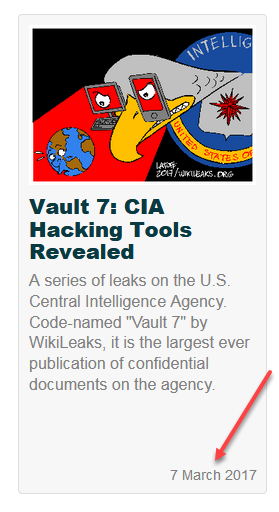 INTELLIG
UNITED STATES OF
LATUFF
2017/WIKILEAKS.ORG
Vault 7: CIA
Hacking Tools
Revealed
A series of leaks on the U.S.
Central Intelligence Agency.
Code-named "Vault 7" by
WikiLeaks, it is the largest ever
publication of confidential
documents on the agency.
7 March 2017